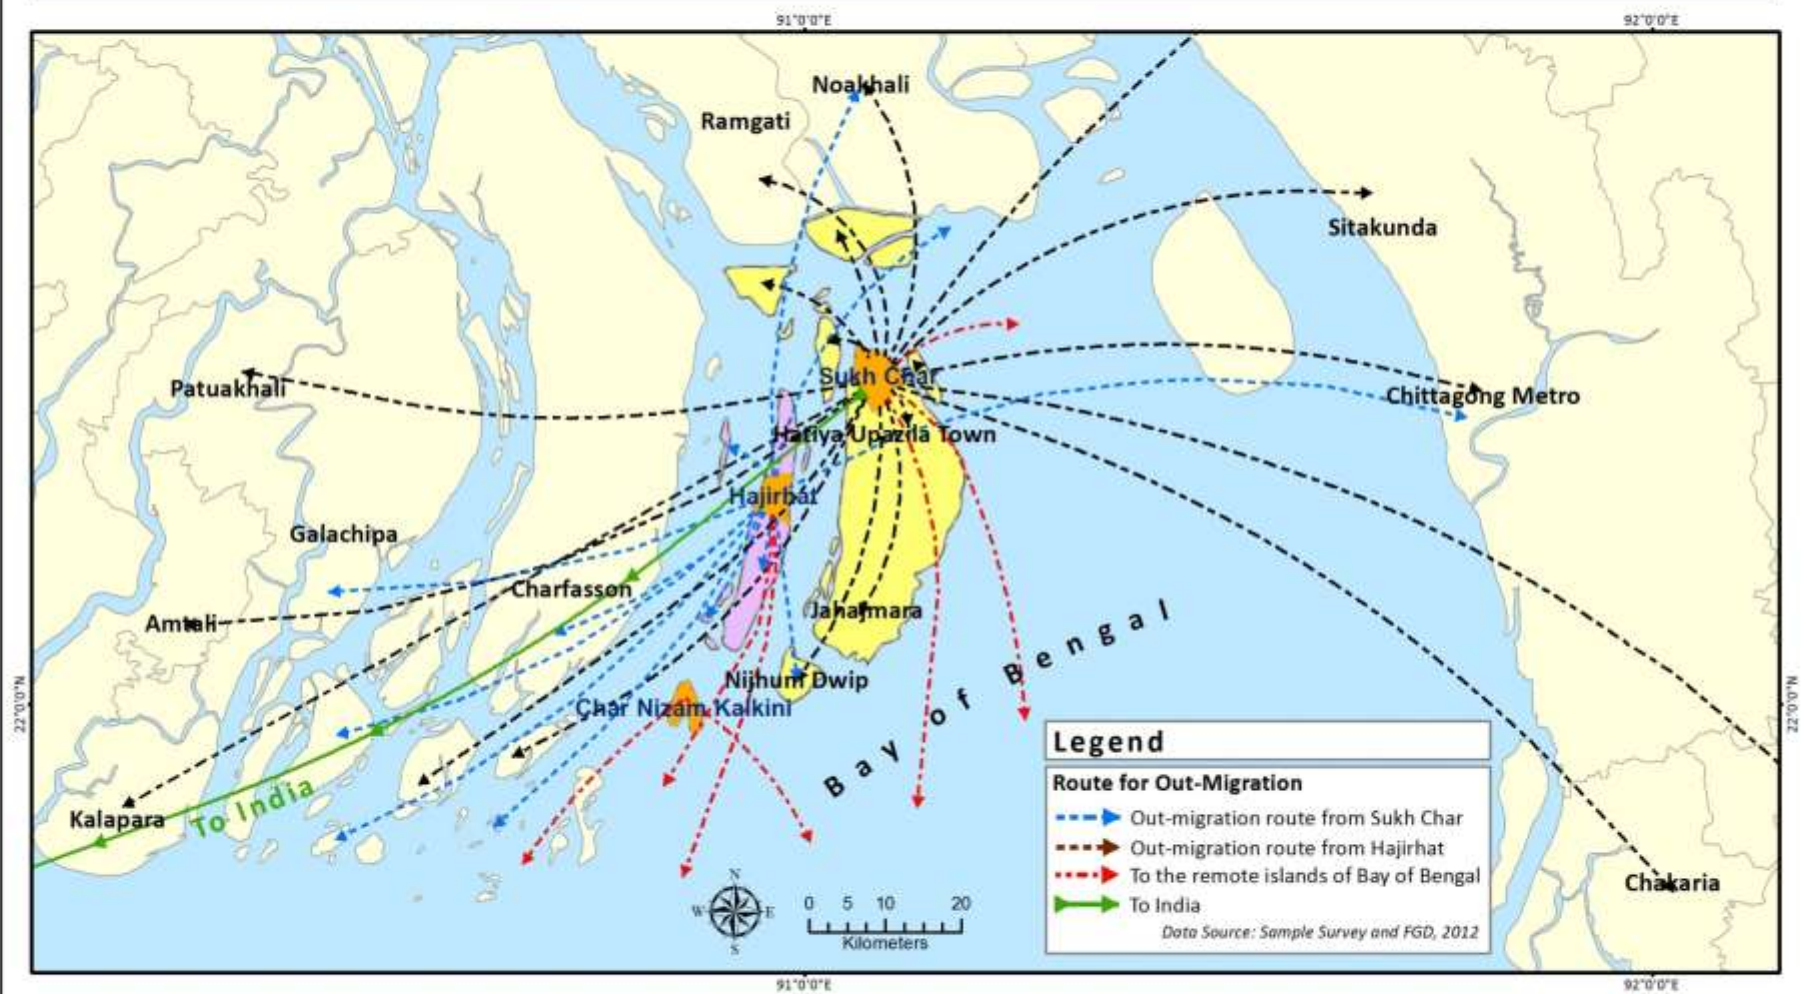 91°0'0"E
92°0'0"E
Noakhali
Ramgati
Sitakunda
Sukh Char
Patuakhali
Chittagong Metro
Hatiya Upazila Town
Hajirhat
Galachipa
Charfasson
Jahajmara
Amtali
Nijhum Dwip
22°0'0"N
22°0'0"N
Char Nizam Kalkini
Bay of Bengal
To India
Kalapara
Chakaria
Legend
Route for Out-Migration
Out-migration route from Sukh Char
Out-migration route from Hajirhat
To the remote islands of Bay of Bengal
To India
Data Source: Sample Survey and FGD, 2012
N
W E
S
0 5 10 20
Kilometers
91°0'0"E
92°0'0"E